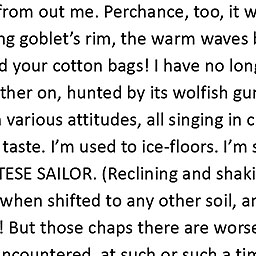 from out me. Perchance, too, it w
ng goblet's rim, the warm waves b
d your cotton bags! I have no long
ther on, hunted by its wolfish gur
various attitudes, all singing in c
taste. I'm used to ice-floors. I'm s
TESE SAILOR. (Reclining and shaki
when shifted to any other soil, an
! But those chaps there are worse
ncountered, at such or such a tim